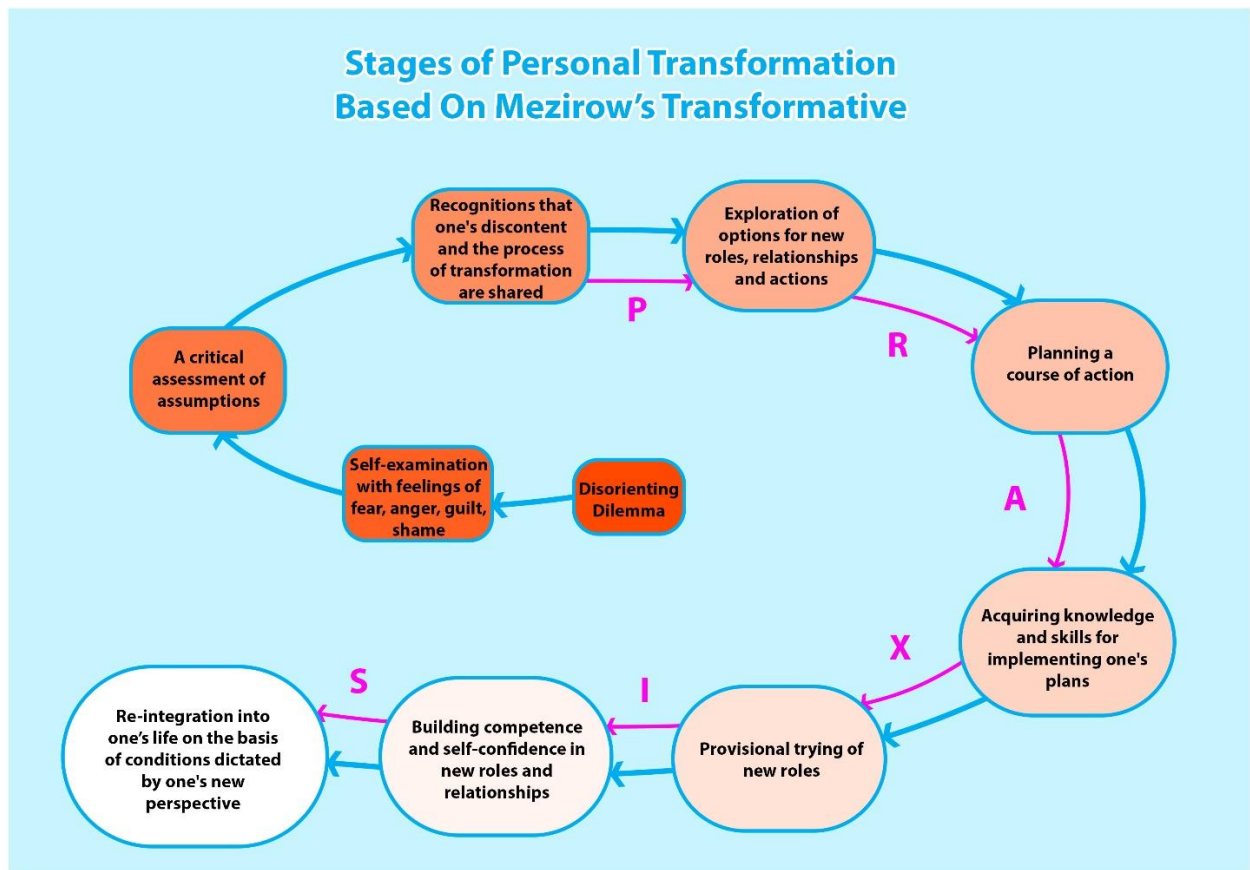 Stages of Personal Transformation
Based On Mezirow's Transformative
Disorienting
Dilemma
Self-examination
with feelings of
fear, anger, guilt,
shame
A critical
assessment of
assumptions
Recognitions that
one's discontent
and the process
of transformation
are shared
P
Exploration of
options for new
roles, relationships
and actions
R
Planning a
course of action
A
Acquiring knowledge
and skills for
implementing one's
plans
X
Provisional trying of
new roles
I
Building competence
and self-confidence in
new roles and
relationships
S
Re-integration into
one's life on the basis
of conditions dictated
by one's new
perspective